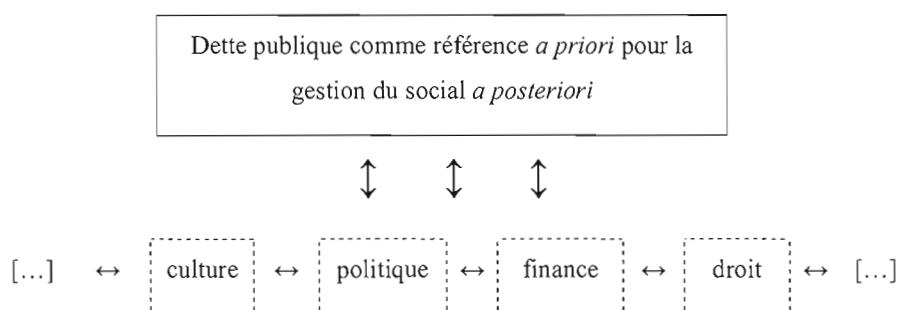 Dette publique comme référence a priori pour la
gestion du social a posteriori
[...] ↔ culture ↔ politique ↔ finance ↔ droit ↔ [...]